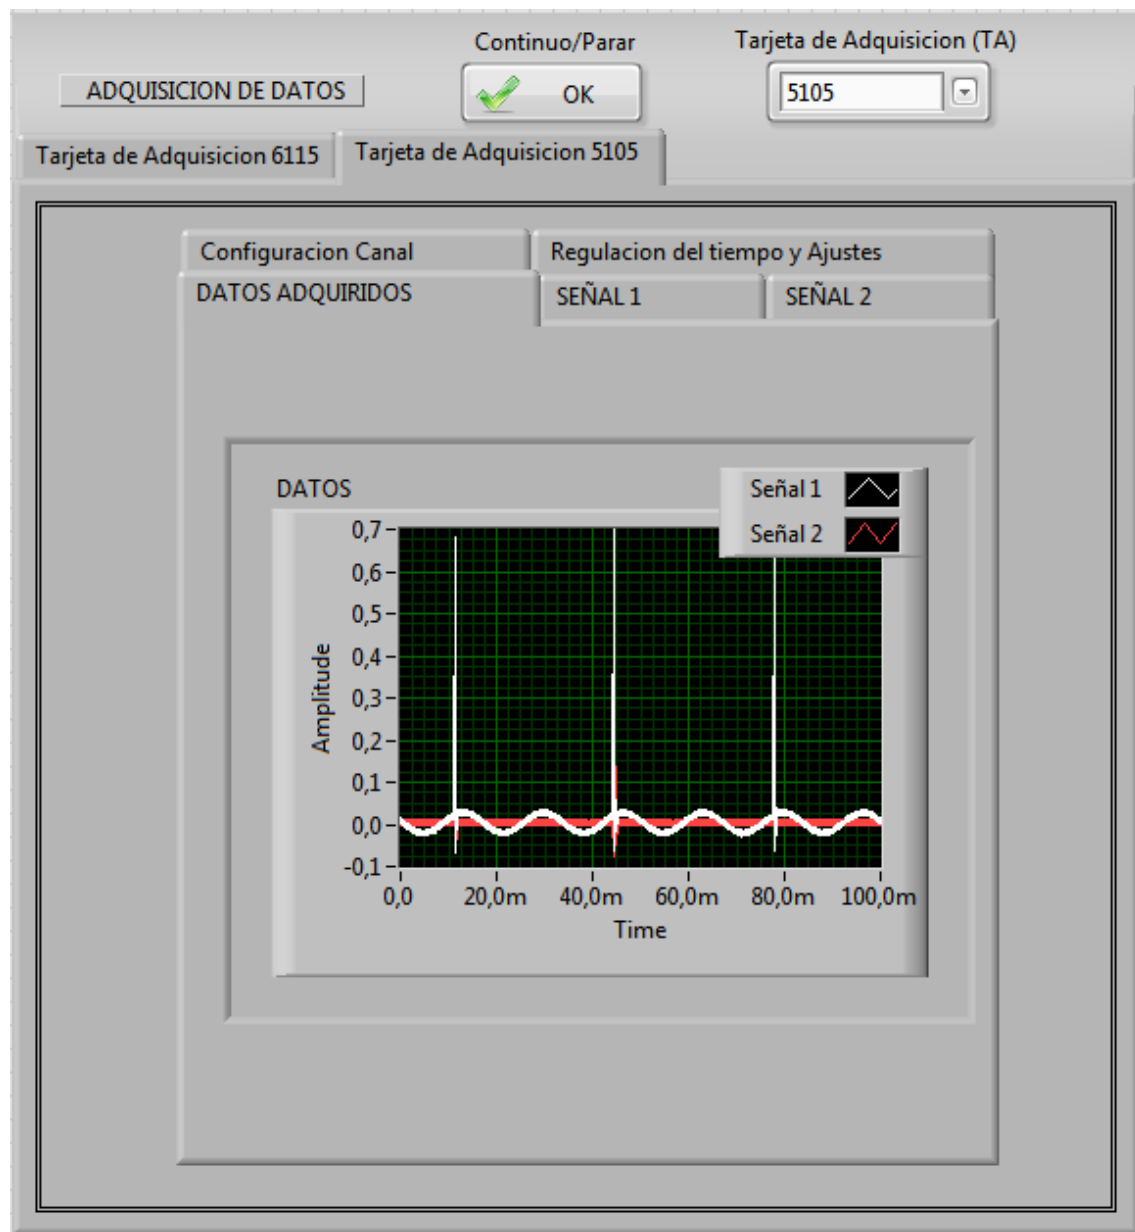 Continuo/Parar
Tarjeta de Adquisicion (TA)
ADQUISICION DE DATOS
OK
5105
Tarjeta de Adquisicion 6115
Tarjeta de Adquisicion 5105
Configuracion Canal
Regulacion del tiempo y Ajustes
DATOS ADQUIRIDOS
SEÑAL 1
SEÑAL 2
DATOS
Señal 1
Señal 2
0,7
0,6
0,5
0,4
0,3
0,2
0,1
0,0
-0,1
Amplitude
0,0
20,0m
40,0m
60,0m
80,0m
100,0m
Time